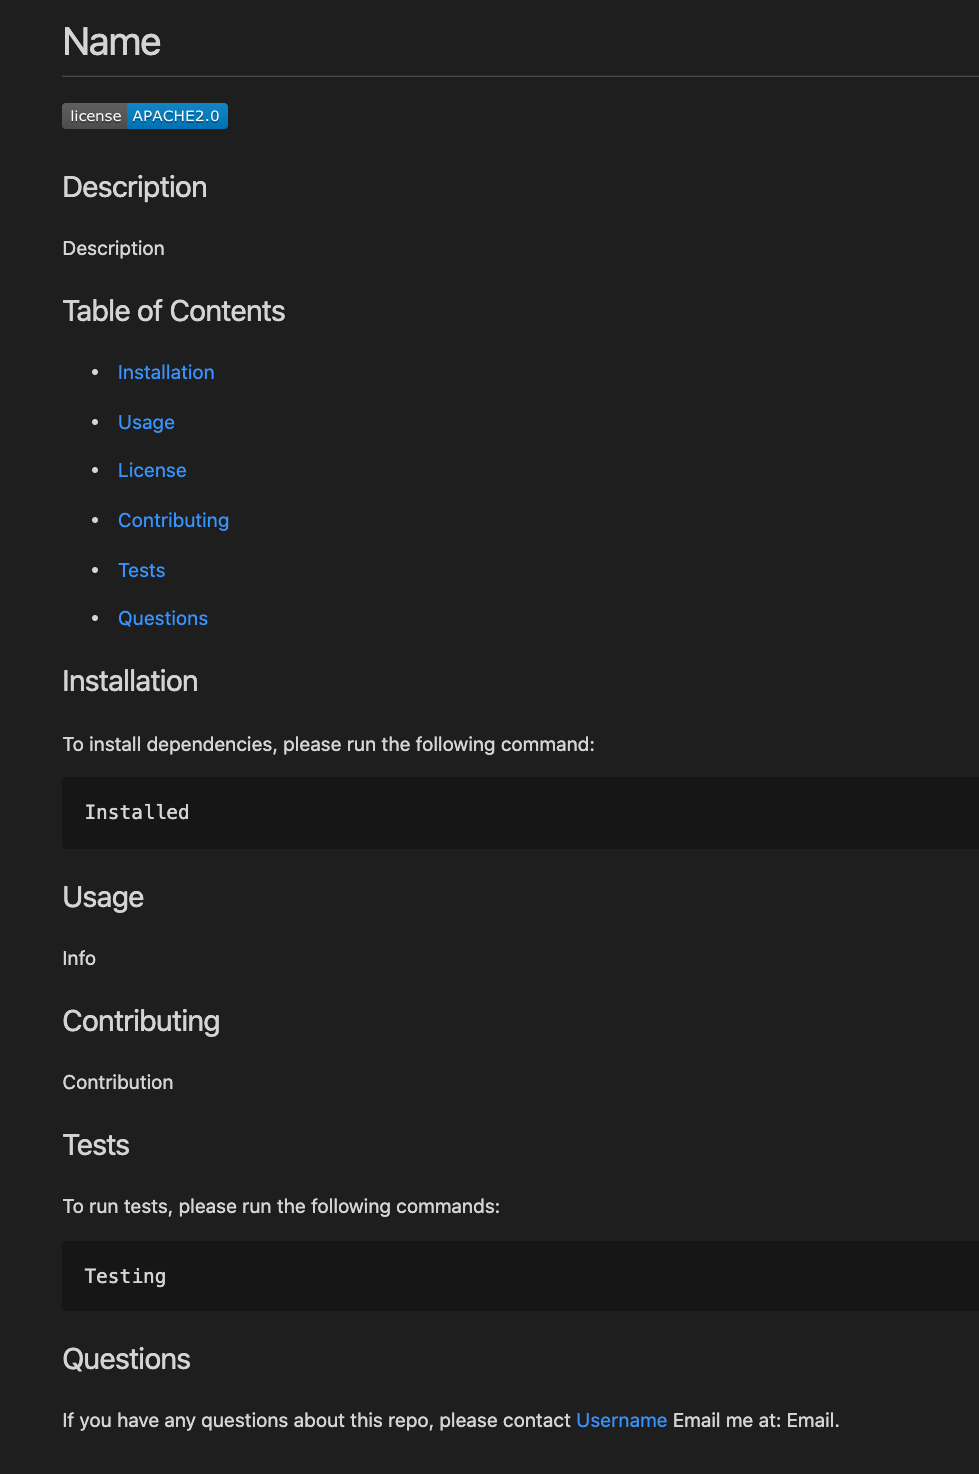 Name
license APACHE2.0
Description
Description
Table of Contents
• Installation
• Usage
• License
• Contributing
• Tests
• Questions
Installation
To install dependencies, please run the following command:
Installed
Usage
Info
Contributing
Contribution
Tests
To run tests, please run the following commands:
Testing
Questions
If you have any questions about this repo, please contact Username Email me at: Email.